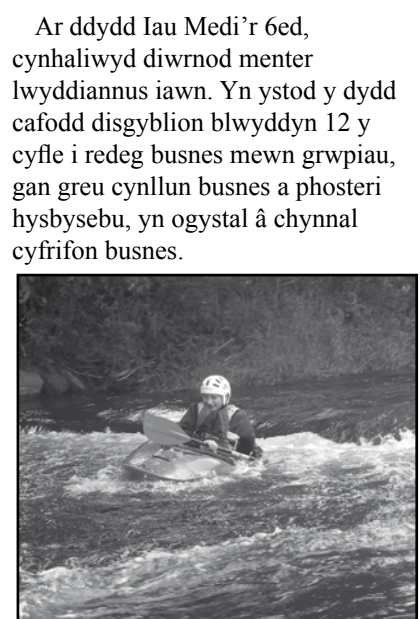 Ar ddydd Iau Medi’r 6ed,
cynhaliwyd diwrnod menter
lwyddiannus iawn. Yn ystod y dydd
cafodd disgyblion blwyddyn 12 y
cyfle i redeg busnes mewn grwpiau,
gan greu cynllun busnes a phosteri
hysbysebu, yn ogystal â chynnal
cyfrifon busnes.